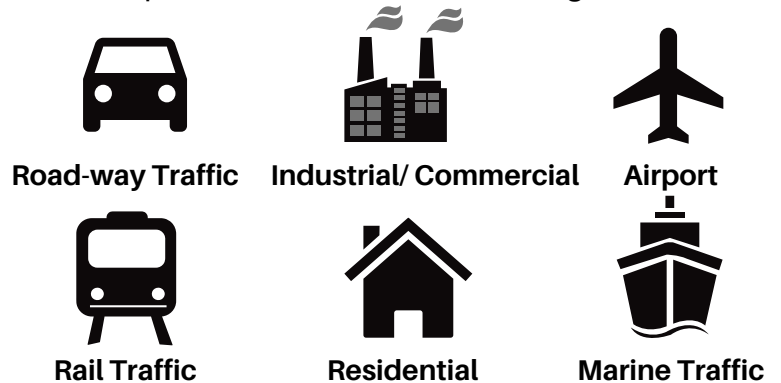 Road-way Traffic
Industrial/ Commercial
Airport
Rail Traffic
Residential
Marine Traffic